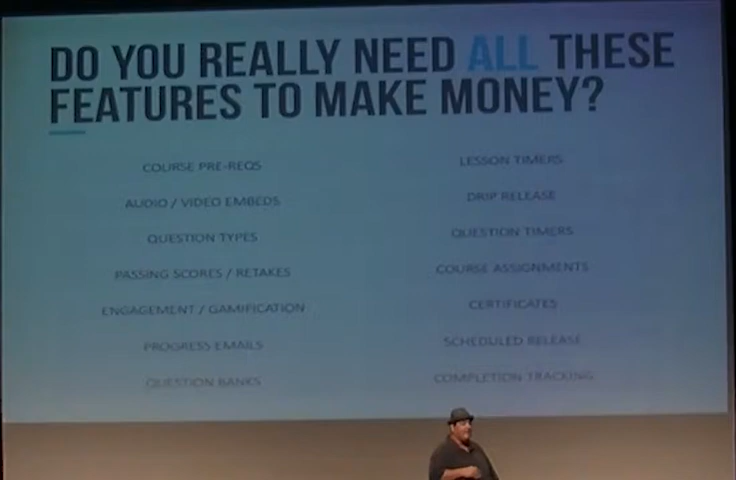 DO YOU REALLY NEED ALL THESE
FEATURES TO MAKE MONEY?
COURSE PRE-REQS
AUDIO / VIDEO EMBEDS
QUESTION TYPES
PASSING SCORES / RETAKES
ENGAGEMENT / GAMIFICATION
PROGRESS EMAILS
QUESTION BANKS
LESSON TIMERS
DRIP RELEASE
QUESTION TIMERS
COURSE ASSIGNMENTS
CERTIFICATES
SCHEDULED RELEASE
COMPLETION TRACKING